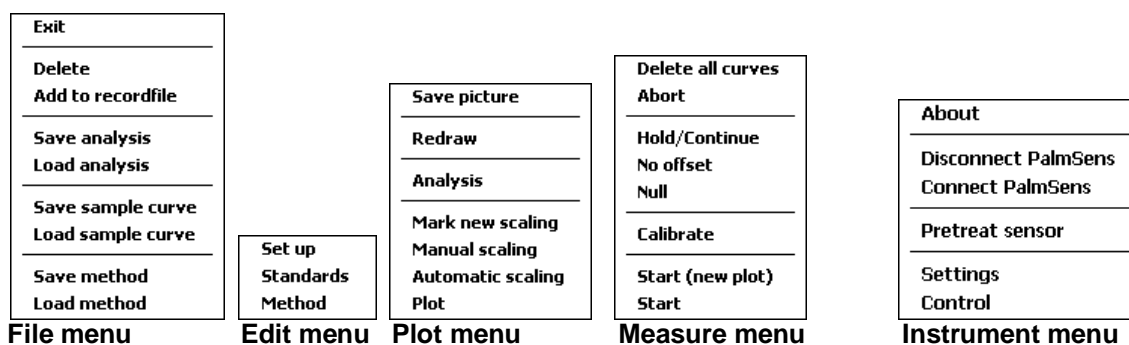 Exit
Delete
Add to recordfile
Save analysis
Load analysis
Save sample curve
Load sample curve
Save method
Load method
File menu
Set up
Standards
Method
Edit menu
Save picture
Redraw
Analysis
Mark new scaling
Manual scaling
Automatic scaling
Plot
Plot menu
Delete all curves
Abort
Hold/Continue
No offset
Null
Calibrate
Start (new plot)
Start
Measure menu
About
Disconnect PalmSens
Connect PalmSens
Pretreat sensor
Settings
Control
Instrument menu